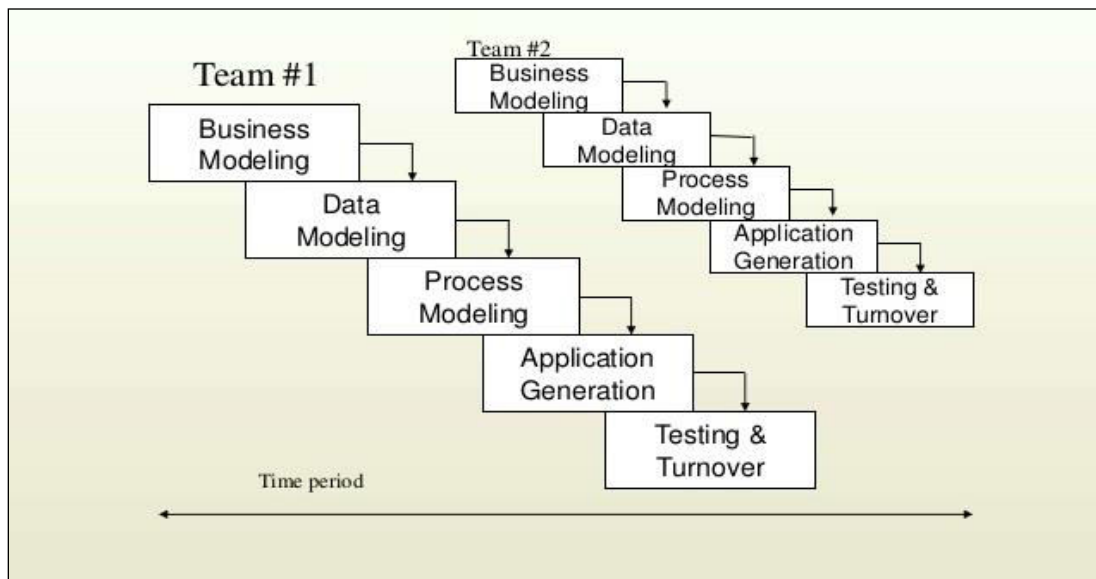 Team #1
Business
Modeling
Data
Modeling
Process
Modeling
Application
Generation
Testing &
Turnover
Team #2
Business
Modeling
Data
Modeling
Process
Modeling
Application
Generation
Testing &
Turnover
Time period